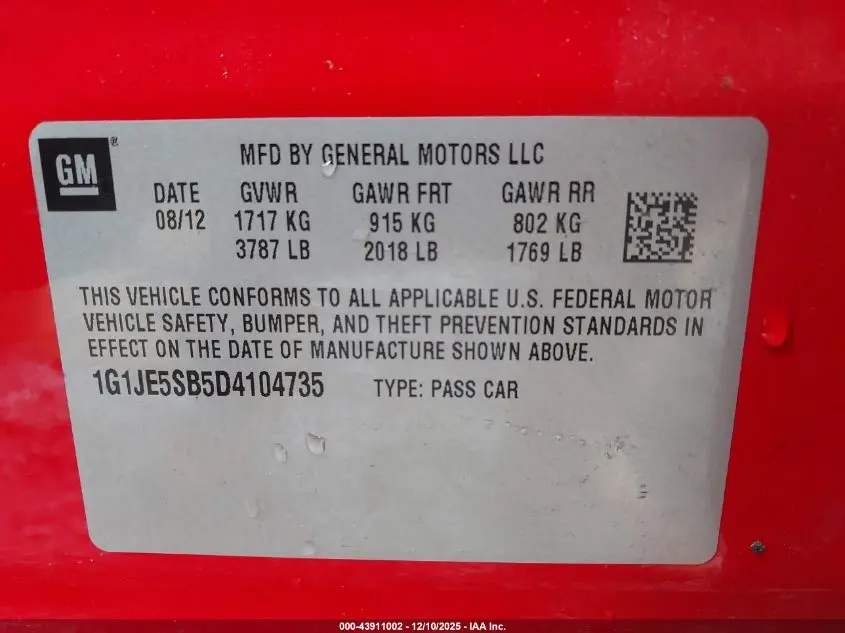 GM®
MFD BY GENERAL MOTORS LLC
DATE GVWR GAWR FRT GAWR RR
08/12 1717 KG 915 KG 802 KG
3787 LB 2018 LB 1769 LB
THIS VEHICLE CONFORMS TO ALL APPLICABLE U.S. FEDERAL MOTOR
VEHICLE SAFETY, BUMPER, AND THEFT PREVENTION STANDARDS IN
EFFECT ON THE DATE OF MANUFACTURE SHOWN ABOVE.
1G1JE5SB5D4104735 TYPE: PASS CAR
000-43911002 - 12/10/2025 - IAA Inc.